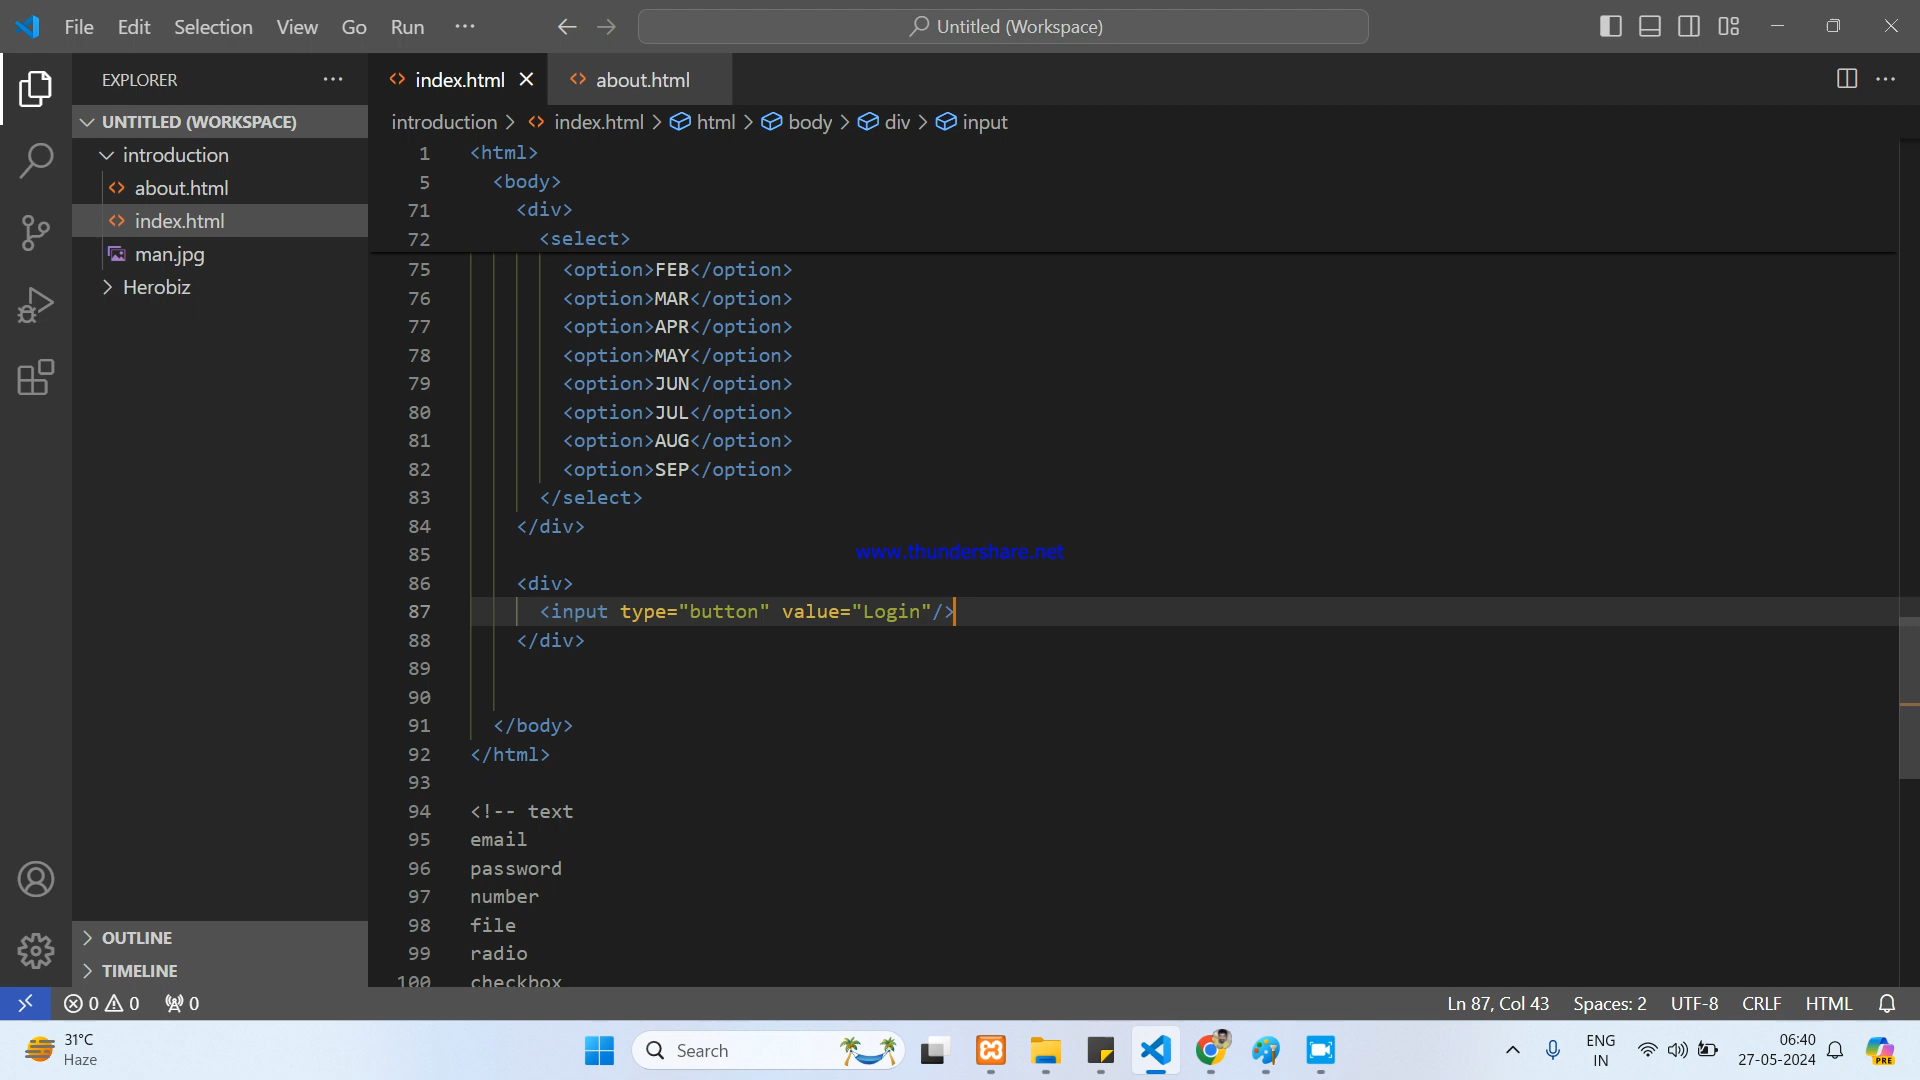 File Edit Selection View Go Run ···
Untitled (Workspace)
EXPLORER
UNTITLED (WORKSPACE)
introduction
about.html
index.html
man.jpg
Herobiz
OUTLINE
TIMELINE
index.html
about.html
introduction > index.html > html > body > div > input
1 <html>
5 <body>
71 <div>
72 <select>
75 <option>FEB</option>
76 <option>MAR</option>
77 <option>APR</option>
78 <option>MAY</option>
79 <option>JUN</option>
80 <option>JUL</option>
81 <option>AUG</option>
82 <option>SEP</option>
83 </select>
84 </div>
85
www.thundershare.net
86 <div>
87 <input type="button" value="Login"/>
88 </div>
89
90
91 </body>
92 </html>
93
94 <!-- text
95 email
96 password
97 number
98 file
99 radio
100 checkbox
0 0 0
Ln 87, Col 43 Spaces: 2 UTF-8 CRLF HTML
31°C
Haze
Search
PRE
ENG
IN
06:40
27-05-2024